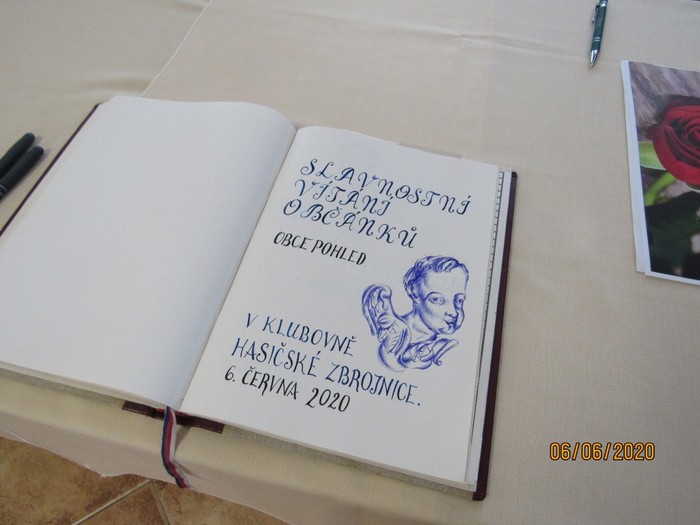 SLAVNOSTNÍ
VÍTÁNÍ
OBČÁNKŮ
OBCE POHLED
V KLUBOVNĚ
HASIČSKÉ ZBROJNICE.
6. ČERVNA 2020
06/06/2020